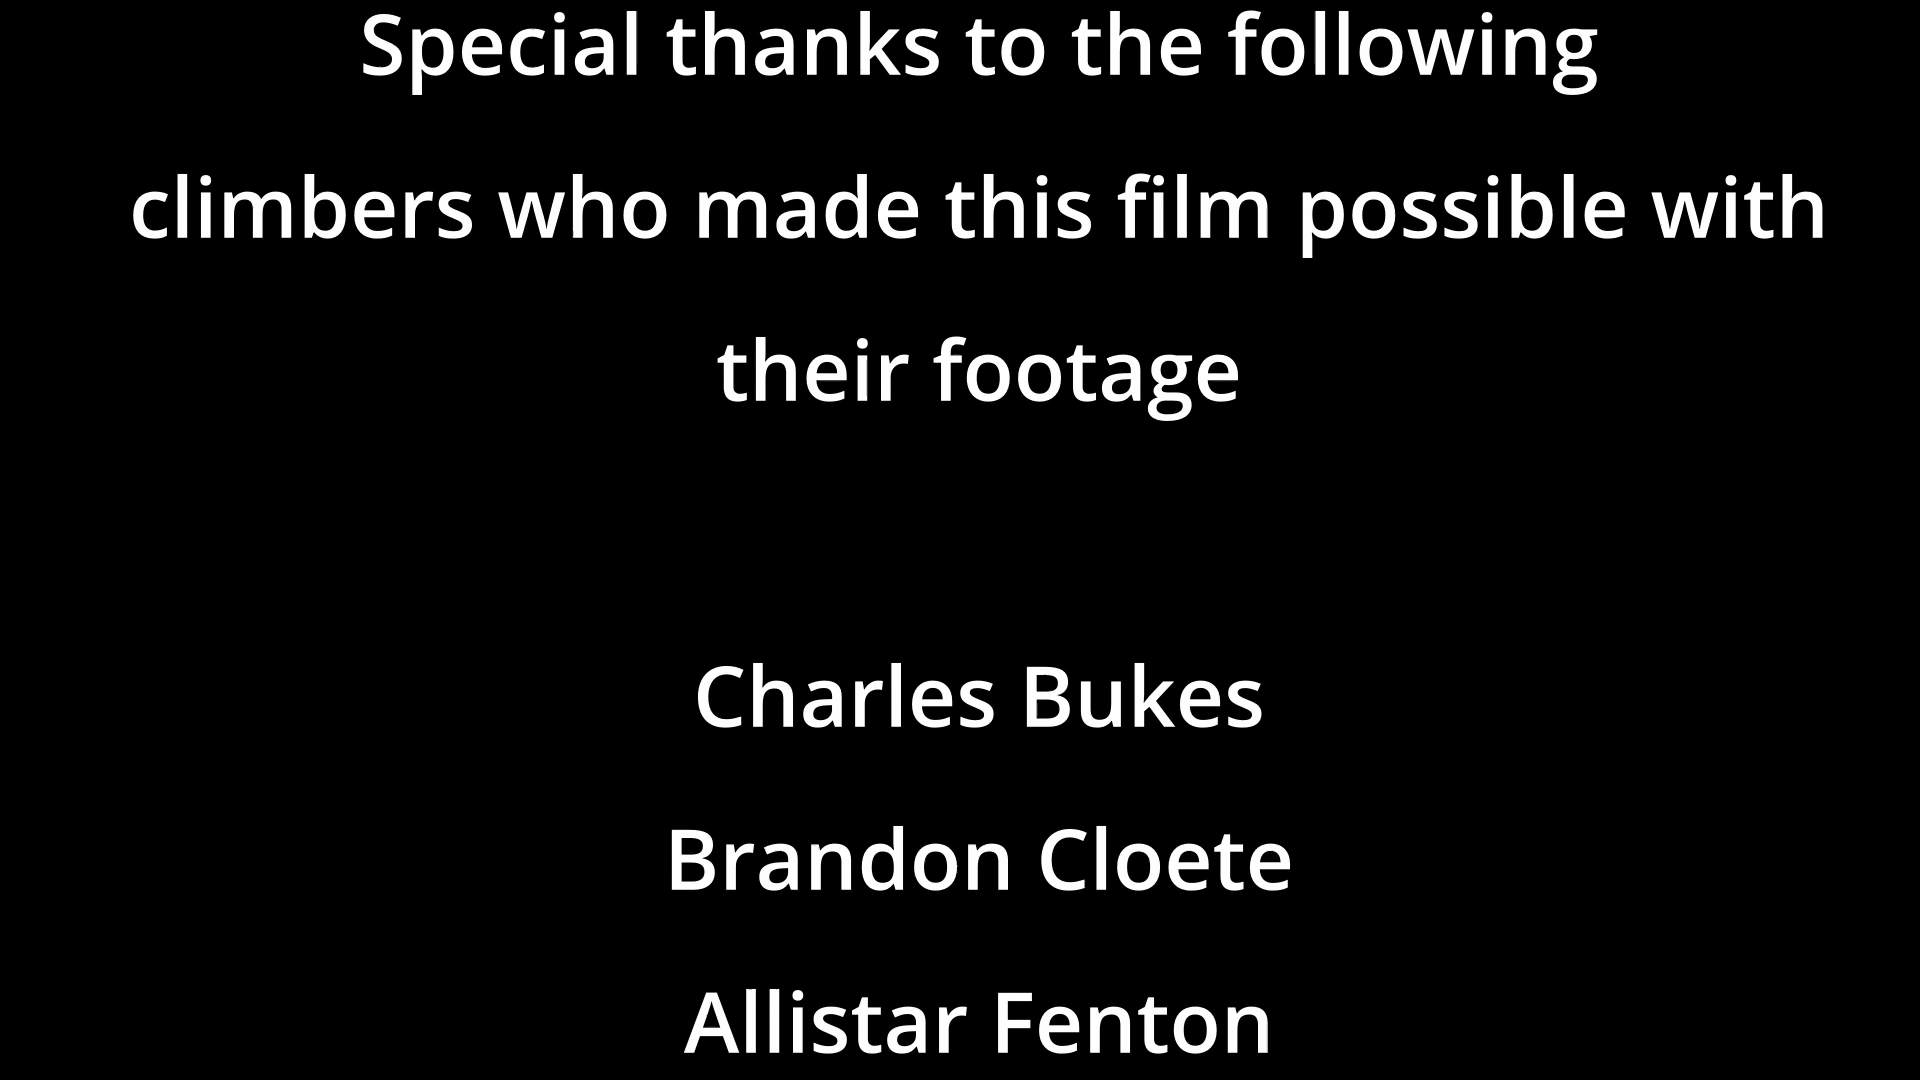 Special thanks to the following
climbers who made this film possible with
their footage
Charles Bukes
Brandon Cloete
Allistar Fenton